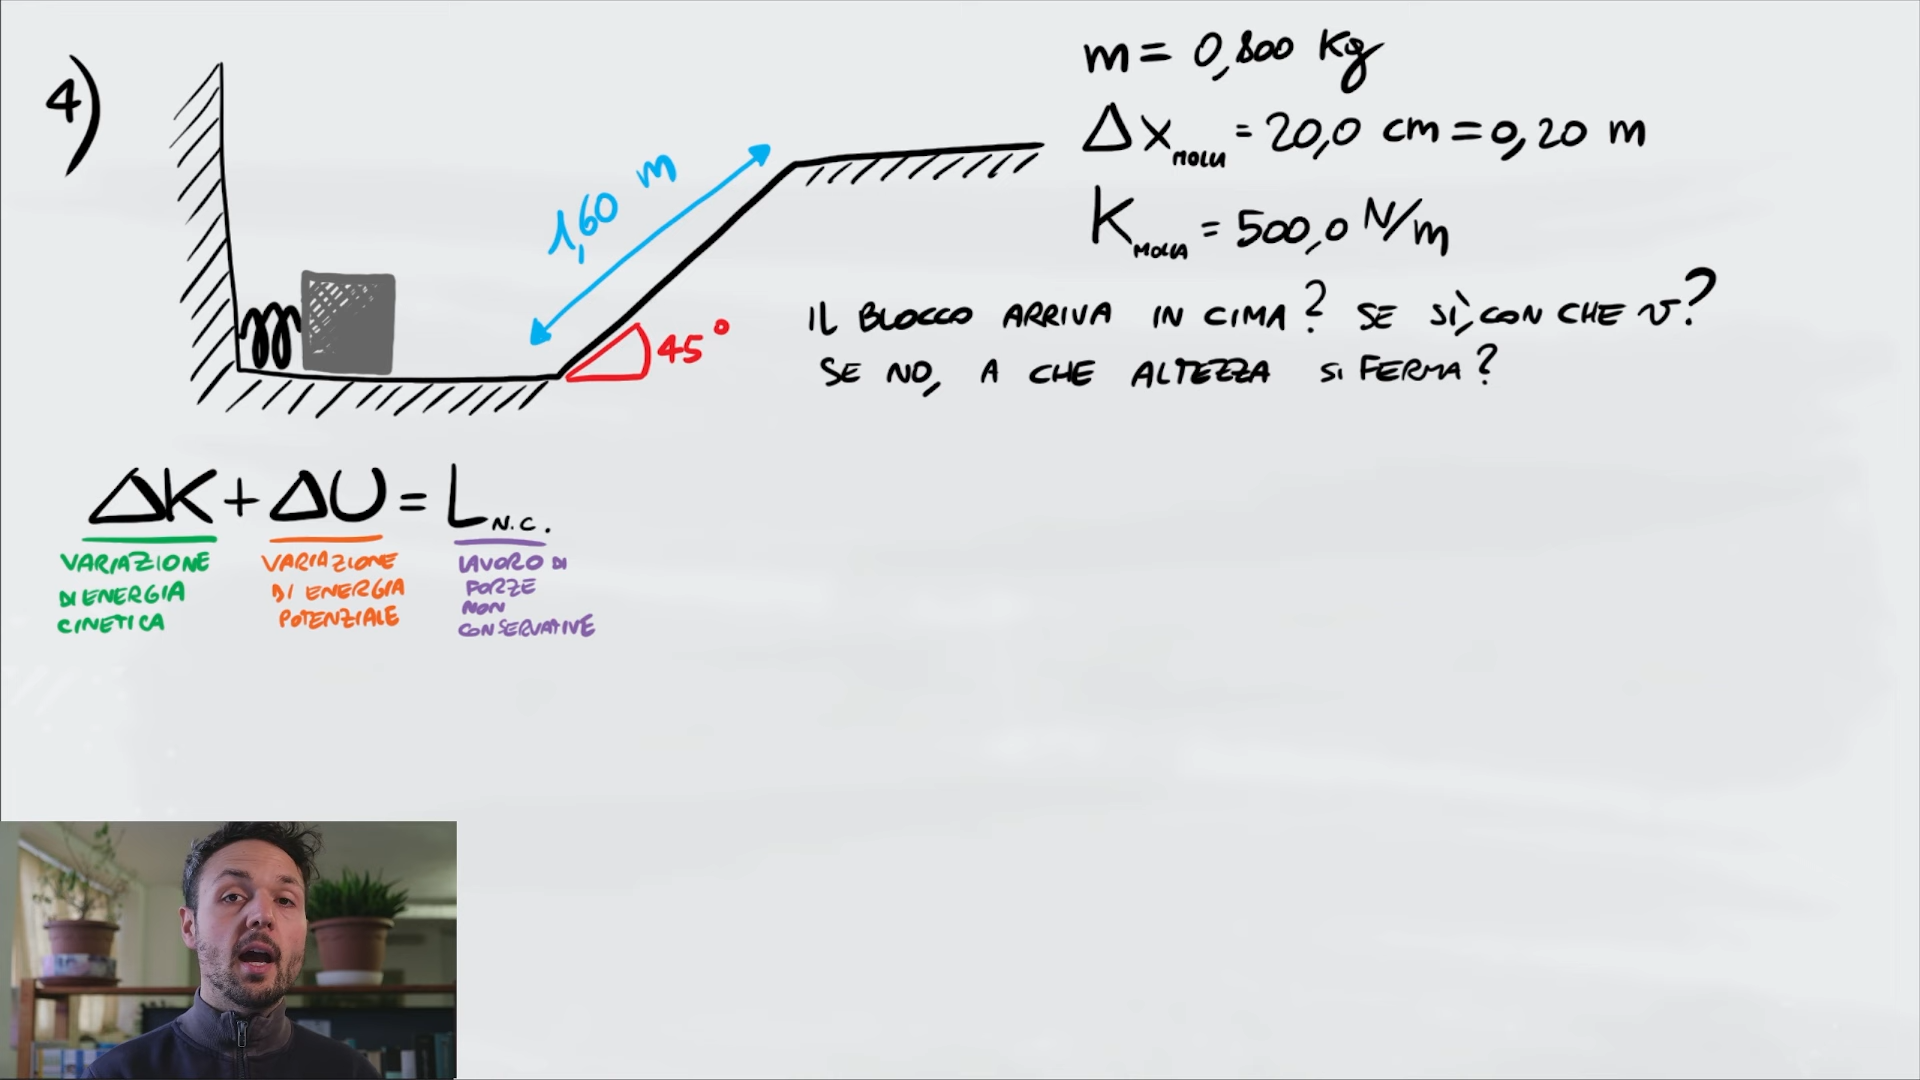 4)
m = 0,800 Kg
Δx MOLLA = 20,0 cm = 0,20 m
K MOLLA = 500,0 N/m
1,60 m
45°
IL BLOCCO ARRIVA IN CIMA? SE SÌ, CON CHE v?
SE NO, A CHE ALTEZZA SI FERMA?
ΔK + ΔU = L N.C.
VARIAZIONE
DI ENERGIA
CINETICA
VARIAZIONE
DI ENERGIA
POTENZIALE
LAVORO DI
FORZE
NON
CONSERVATIVE